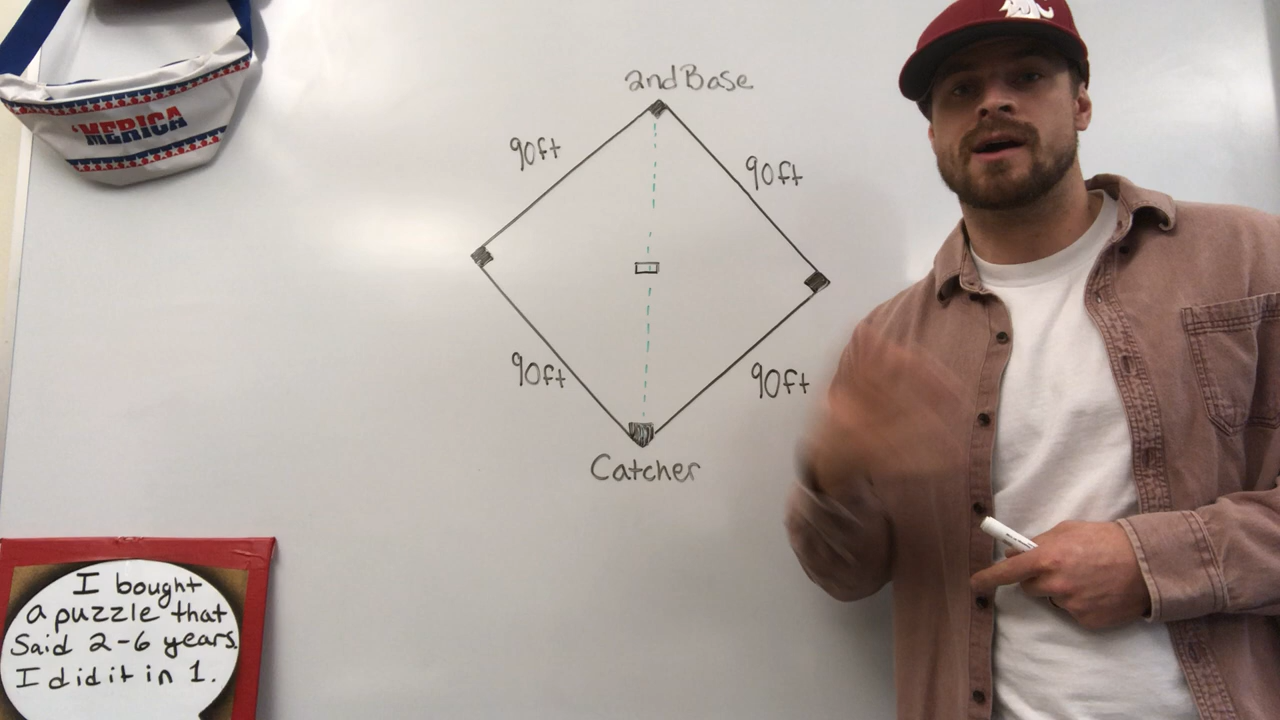 'MERICA
2nd Base
90ft
90ft
90ft
90ft
Catcher
I bought
a puzzle that
Said 2-6 years.
I did it in 1.